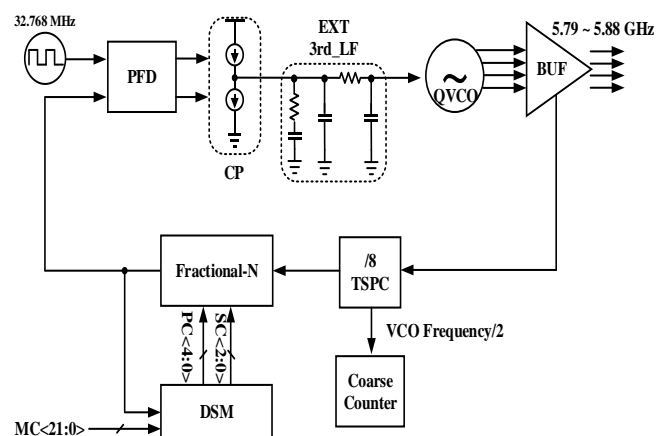 32.768 MHz
PFD
CP
EXT
3rd_LF
~
QVCO
5.79 ~ 5.88 GHz
BUF
Fractional-N
/8
TSPC
VCO Frequency/2
PC<4:0>
SC<2:0>
Coarse
Counter
DSM
MC<21:0>